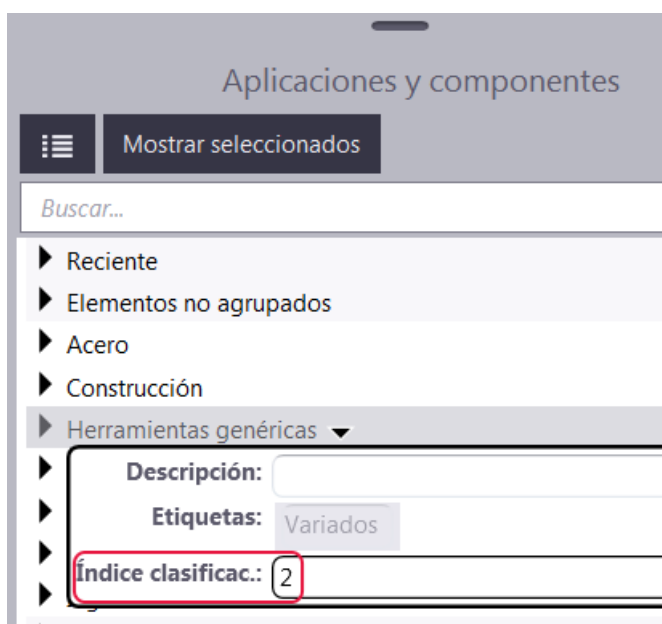 Aplicaciones y componentes
Mostrar seleccionados
Buscar...
Reciente
Elementos no agrupados
Acero
Construcción
Herramientas genéricas
Descripción:
Etiquetas: Variados
Índice clasificac.: 2